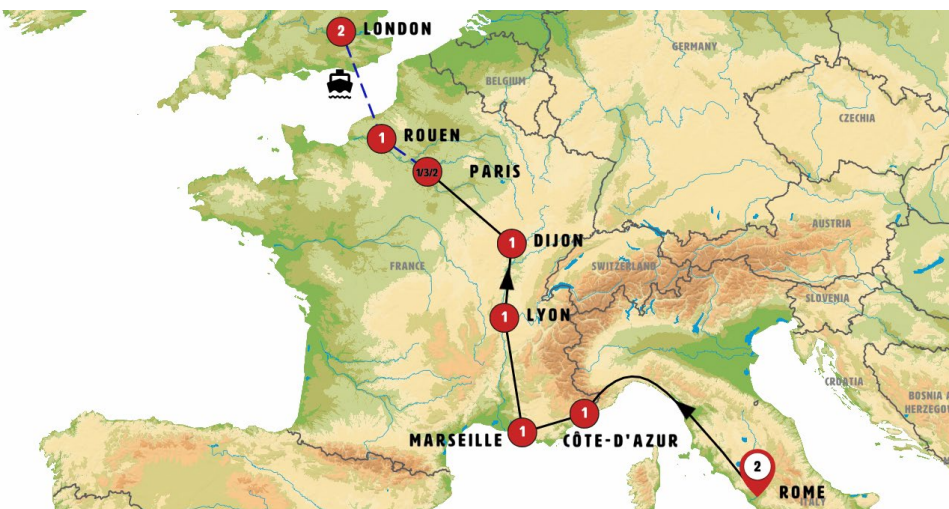 2 LONDON
GERMANY
BELGIUM
CZECHIA
1 ROUEN
1/3/2 PARIS
AUSTRIA
1 DIJON
FRANCE
SWITZERLAND
SLOVENIA
1 LYON
CROATIA
BOSNIA A
HERZEGO
MARSEILLE 1
1
CÔTE-D'AZUR
2
ROME
ITALY